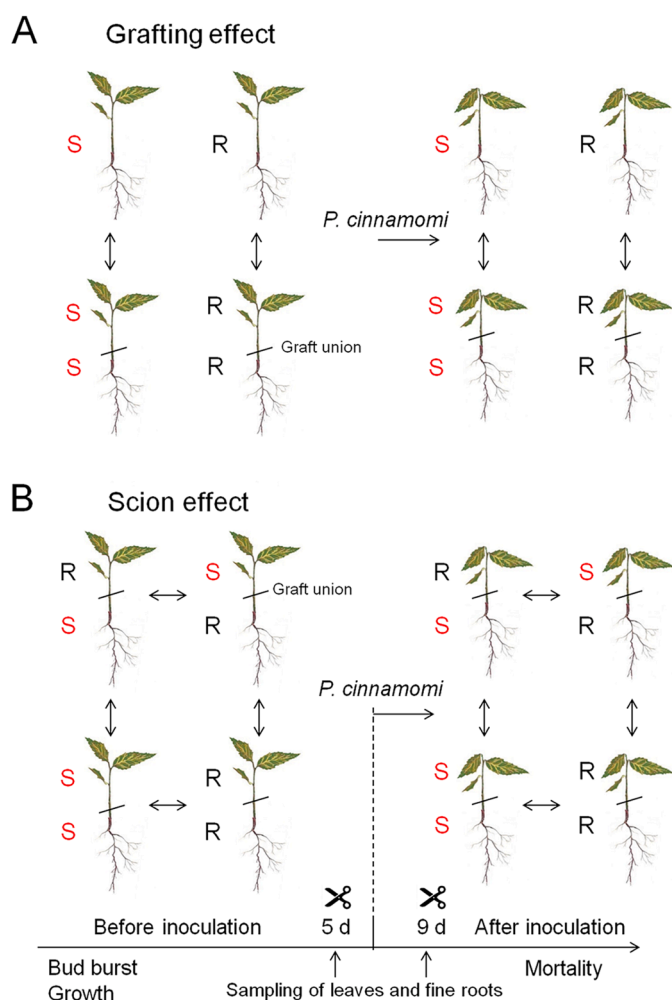 A
Grafting effect
S
R
S
R
P. cinnamomi
S
S
R
R
Graft union
S
S
R
R
B
Scion effect
R
S
S
R
Graft union
R
S
S
R
P. cinnamomi
S
S
R
R
S
S
R
R
Before inoculation
5 d
9 d
After inoculation
Bud burst
Growth
Sampling of leaves and fine roots
Mortality